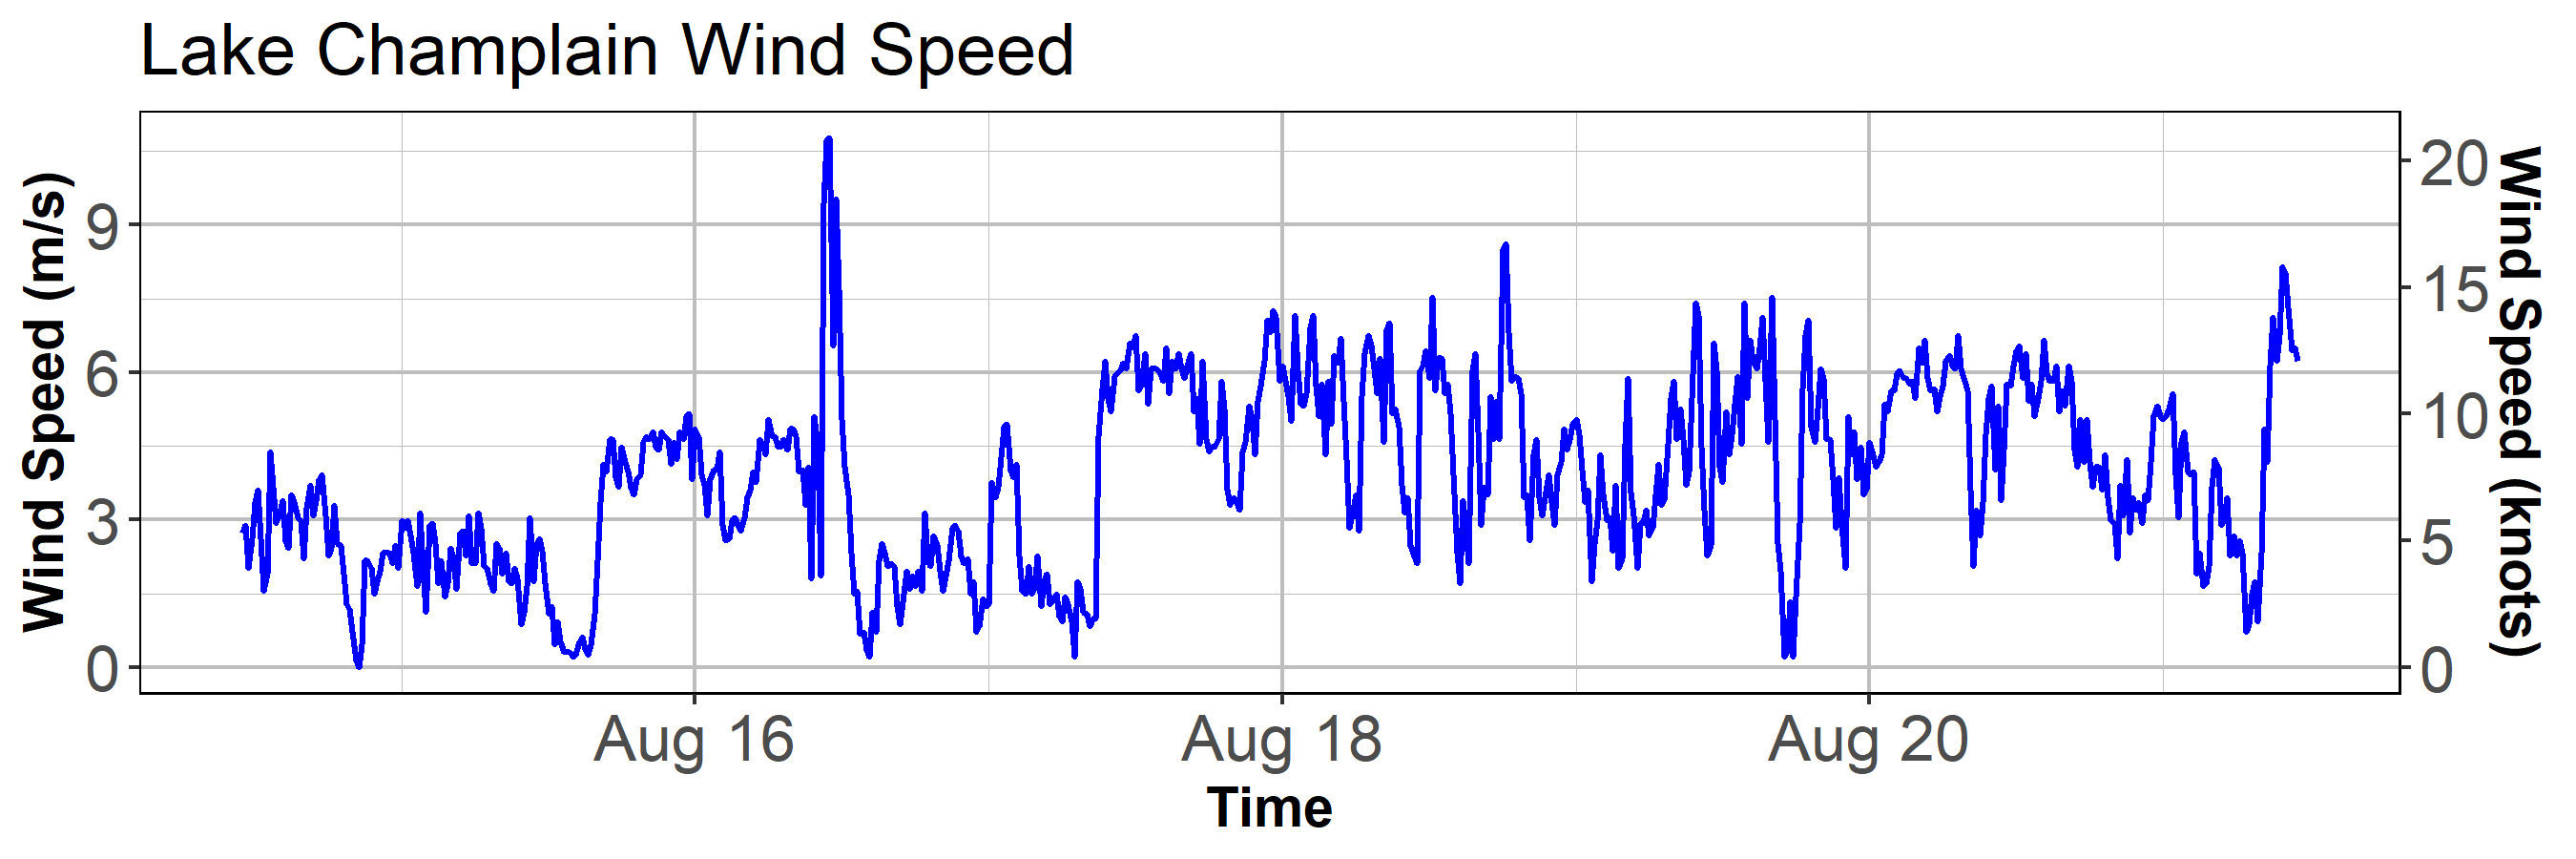 Lake Champlain Wind Speed
Wind Speed (m/s)
9
6
3
0
20
15
10
5
0
Wind Speed (knots)
Aug 16 Aug 18 Aug 20
Time